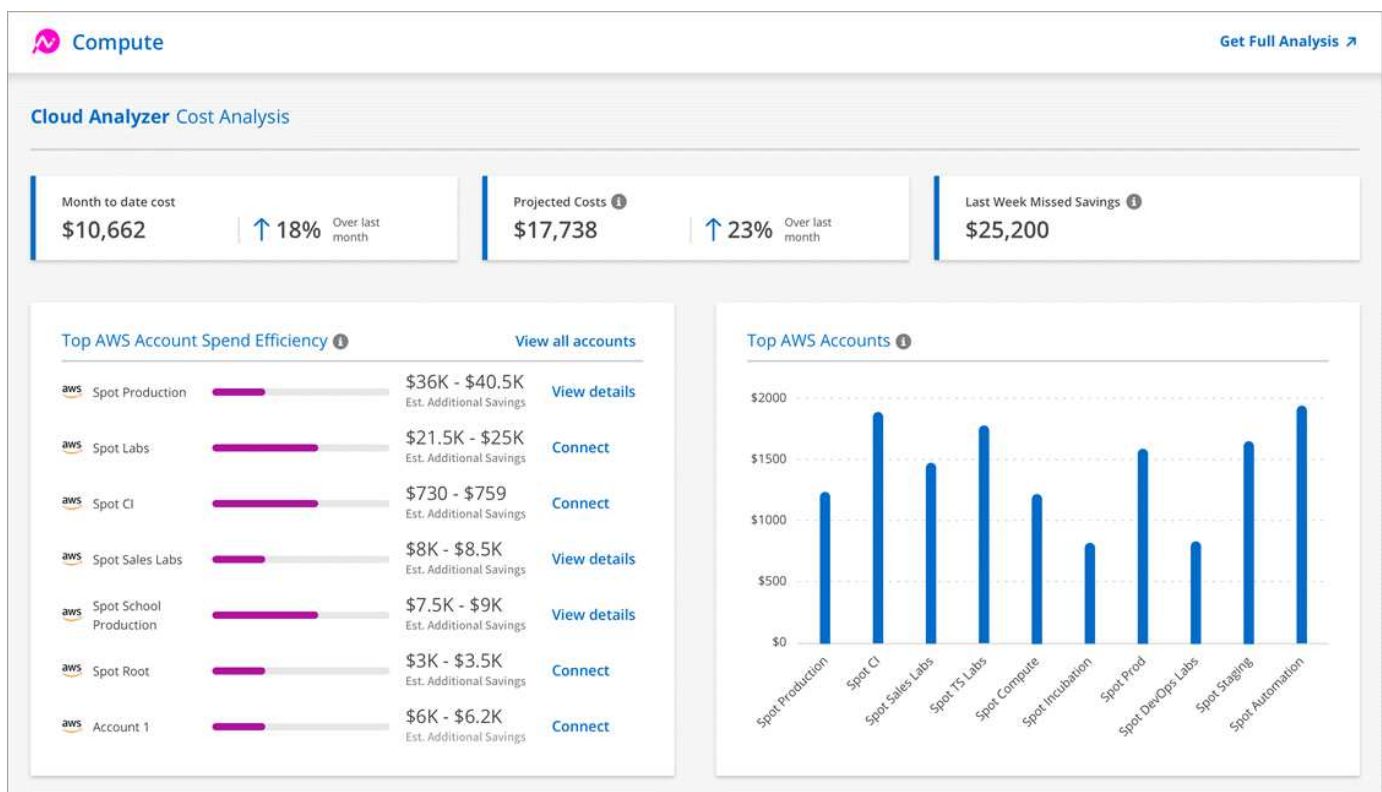 Compute
Get Full Analysis
Cloud Analyzer Cost Analysis
Month to date cost
$10,662
18%
Over last
month
Projected Costs
$17,738
23%
Over last
month
Last Week Missed Savings
$25,200
Top AWS Account Spend Efficiency
View all accounts
aws Spot Production
$36K - $40.5K
Est. Additional Savings
View details
aws Spot Labs
$21.5K - $25K
Est. Additional Savings
Connect
aws Spot CI
$730 - $759
Est. Additional Savings
Connect
aws Spot Sales Labs
$8K - $8.5K
Est. Additional Savings
View details
aws Spot School
Production
$7.5K - $9K
Est. Additional Savings
View details
aws Spot Root
$3K - $3.5K
Est. Additional Savings
Connect
aws Account 1
$6K - $6.2K
Est. Additional Savings
Connect
Top AWS Accounts
$2000
$1500
$1000
$500
$0
Spot Production
Spot CI
Spot Sales Labs
Spot TS Labs
Spot Compute
Spot Incubation
Spot Prod
Spot DevOps Labs
Spot Staging
Spot Automation